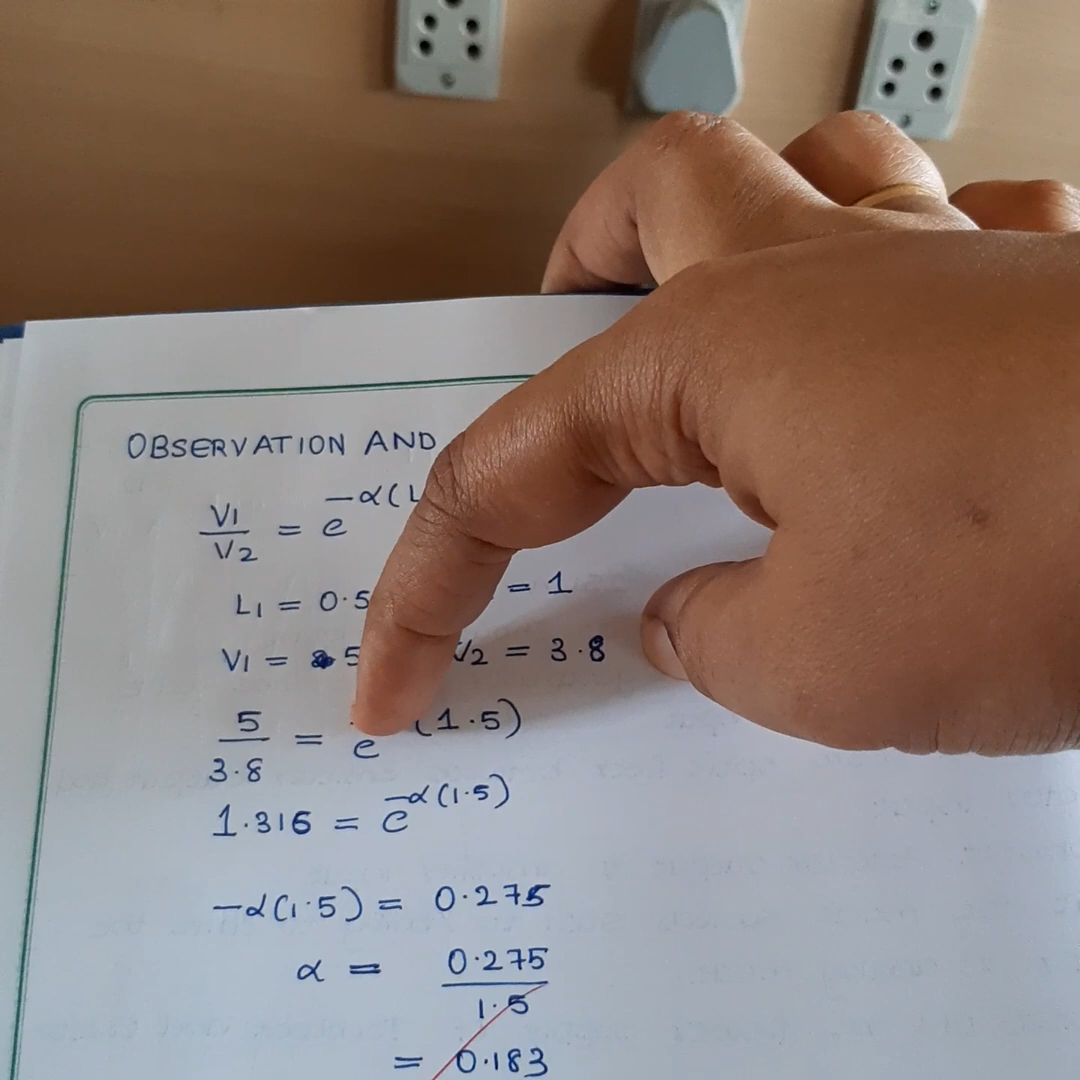 OBSERVATION AND
V1/V2 = e^-α(L
L1 = 0.5 = 1
V1 = 5 V2 = 3.8
5/3.8 = e (1.5)
1.316 = e^-α(1.5)
-α(1.5) = 0.275
α = 0.275/1.5
= 0.183